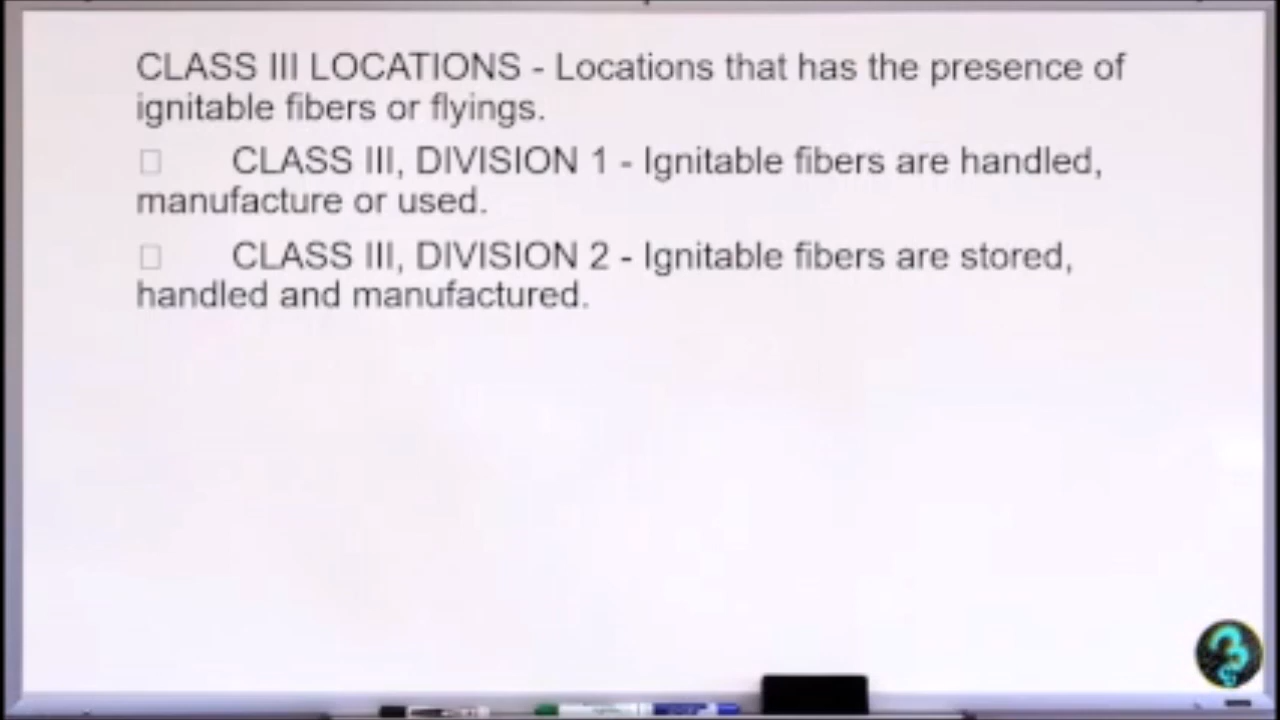 CLASS III LOCATIONS - Locations that has the presence of
ignitable fibers or flyings.
CLASS III, DIVISION 1 - Ignitable fibers are handled,
manufacture or used.
CLASS III, DIVISION 2 - Ignitable fibers are stored,
handled and manufactured.